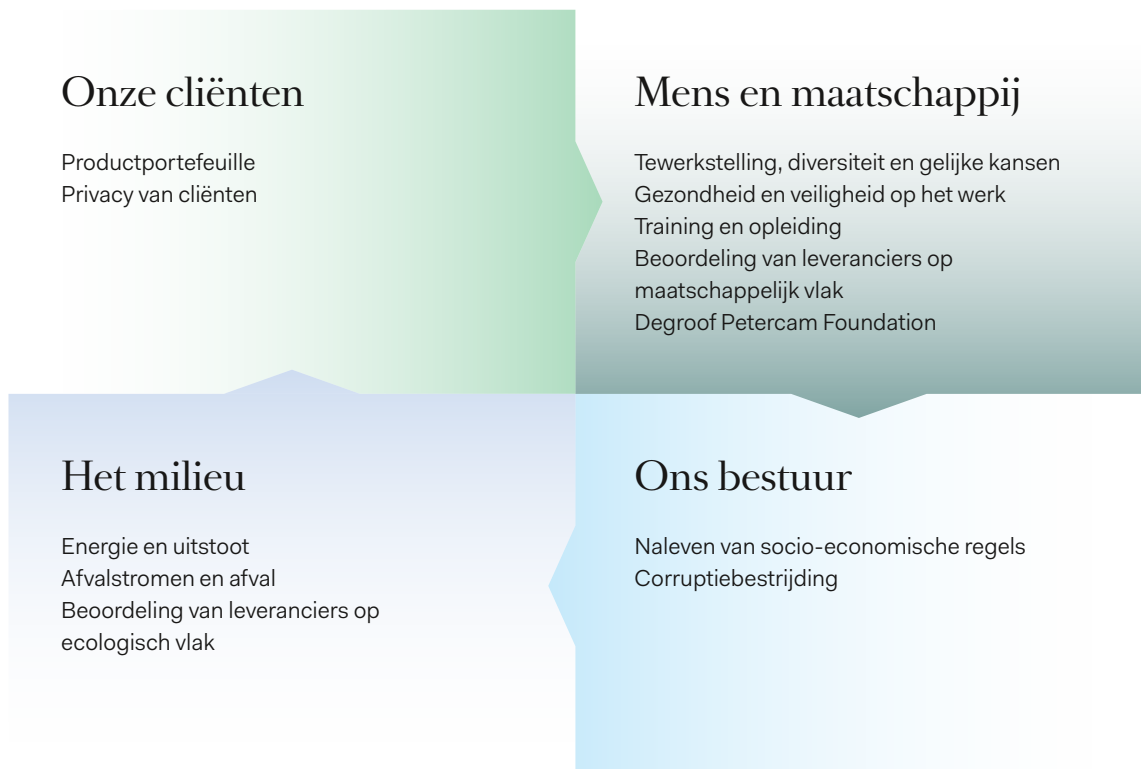 Onze cliënten
Productportefeuille
Privacy van cliënten
Mens en maatschappij
Tewerkstelling, diversiteit en gelijke kansen
Gezondheid en veiligheid op het werk
Training en opleiding
Beoordeling van leveranciers op
maatschappelijk vlak
Degroof Petercam Foundation
Het milieu
Energie en uitstoot
Afvalstromen en afval
Beoordeling van leveranciers op
ecologisch vlak
Ons bestuur
Naleven van socio-economische regels
Corruptiebestrijding